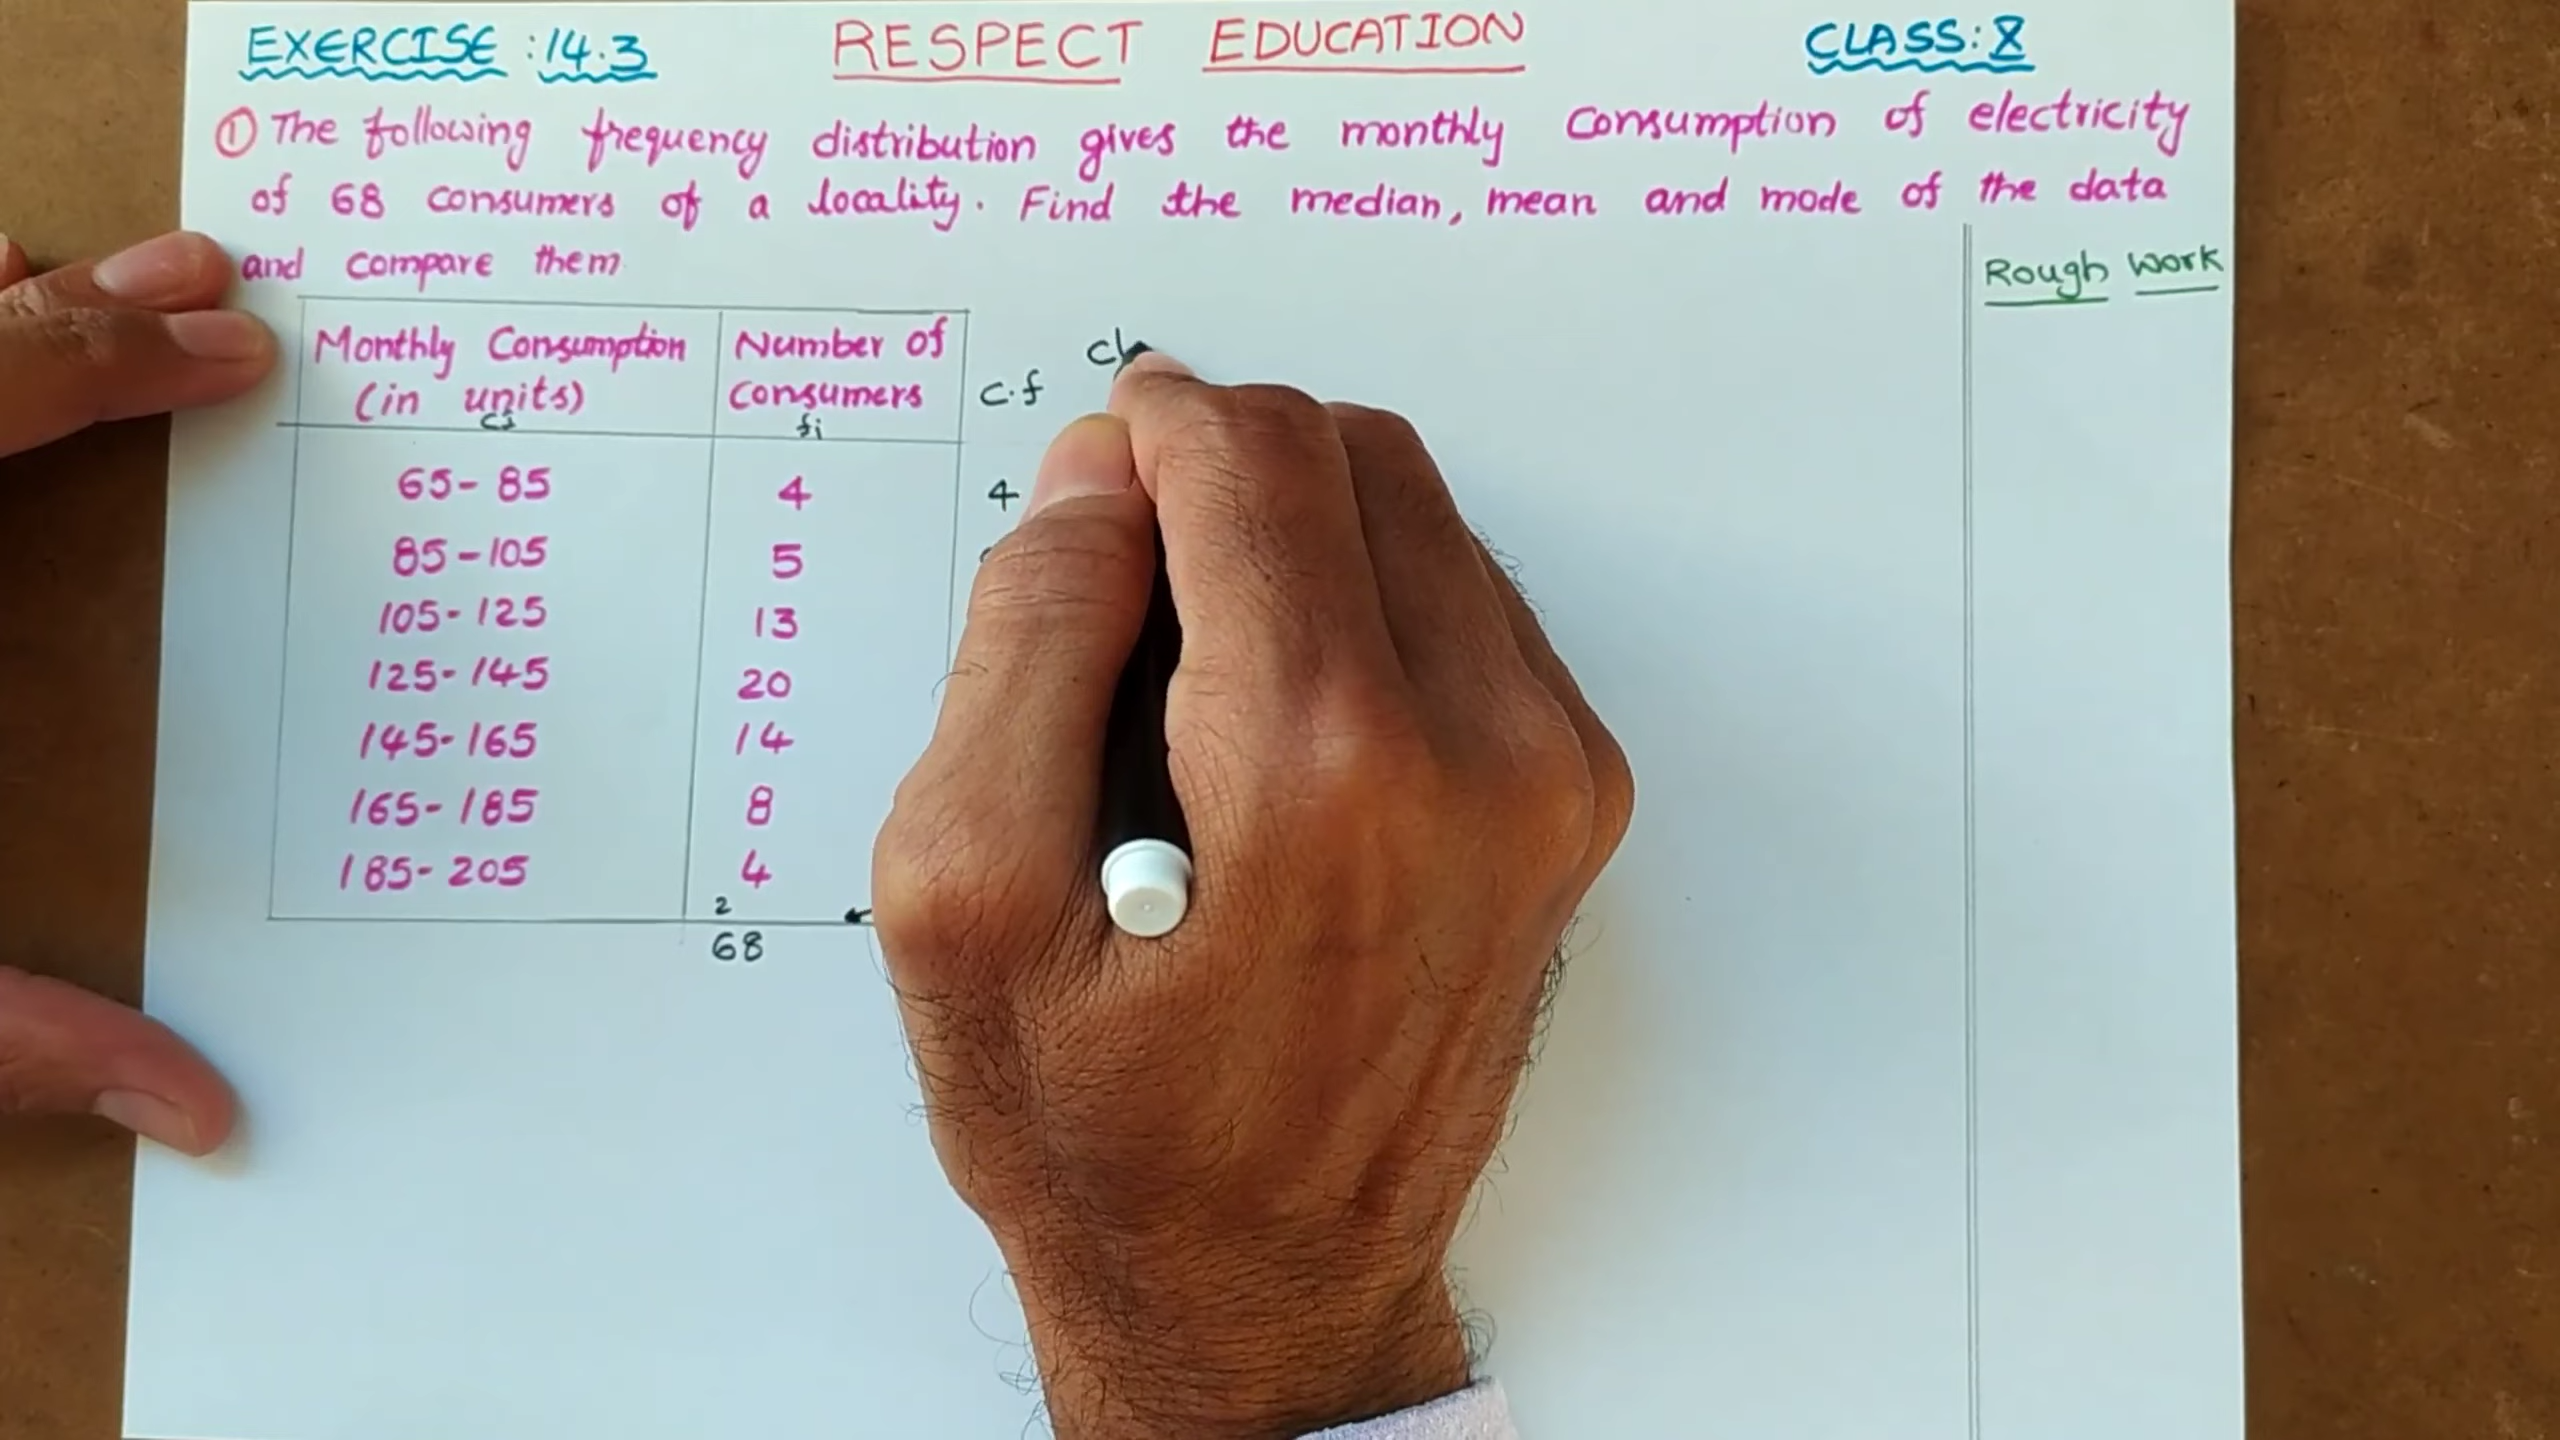 EXERCISE : 14.3 RESPECT EDUCATION CLASS: X
① The following frequency distribution gives the monthly consumption of electricity
of 68 consumers of a locality. Find the median, mean and mode of the data
and compare them
Rough Work
Monthly Consumption Number of
(in units) Consumers c.f
fi
65- 85 4 4
85-105 5
105- 125 13
125- 145 20
145- 165 14
165- 185 8
185- 205 4
2
68